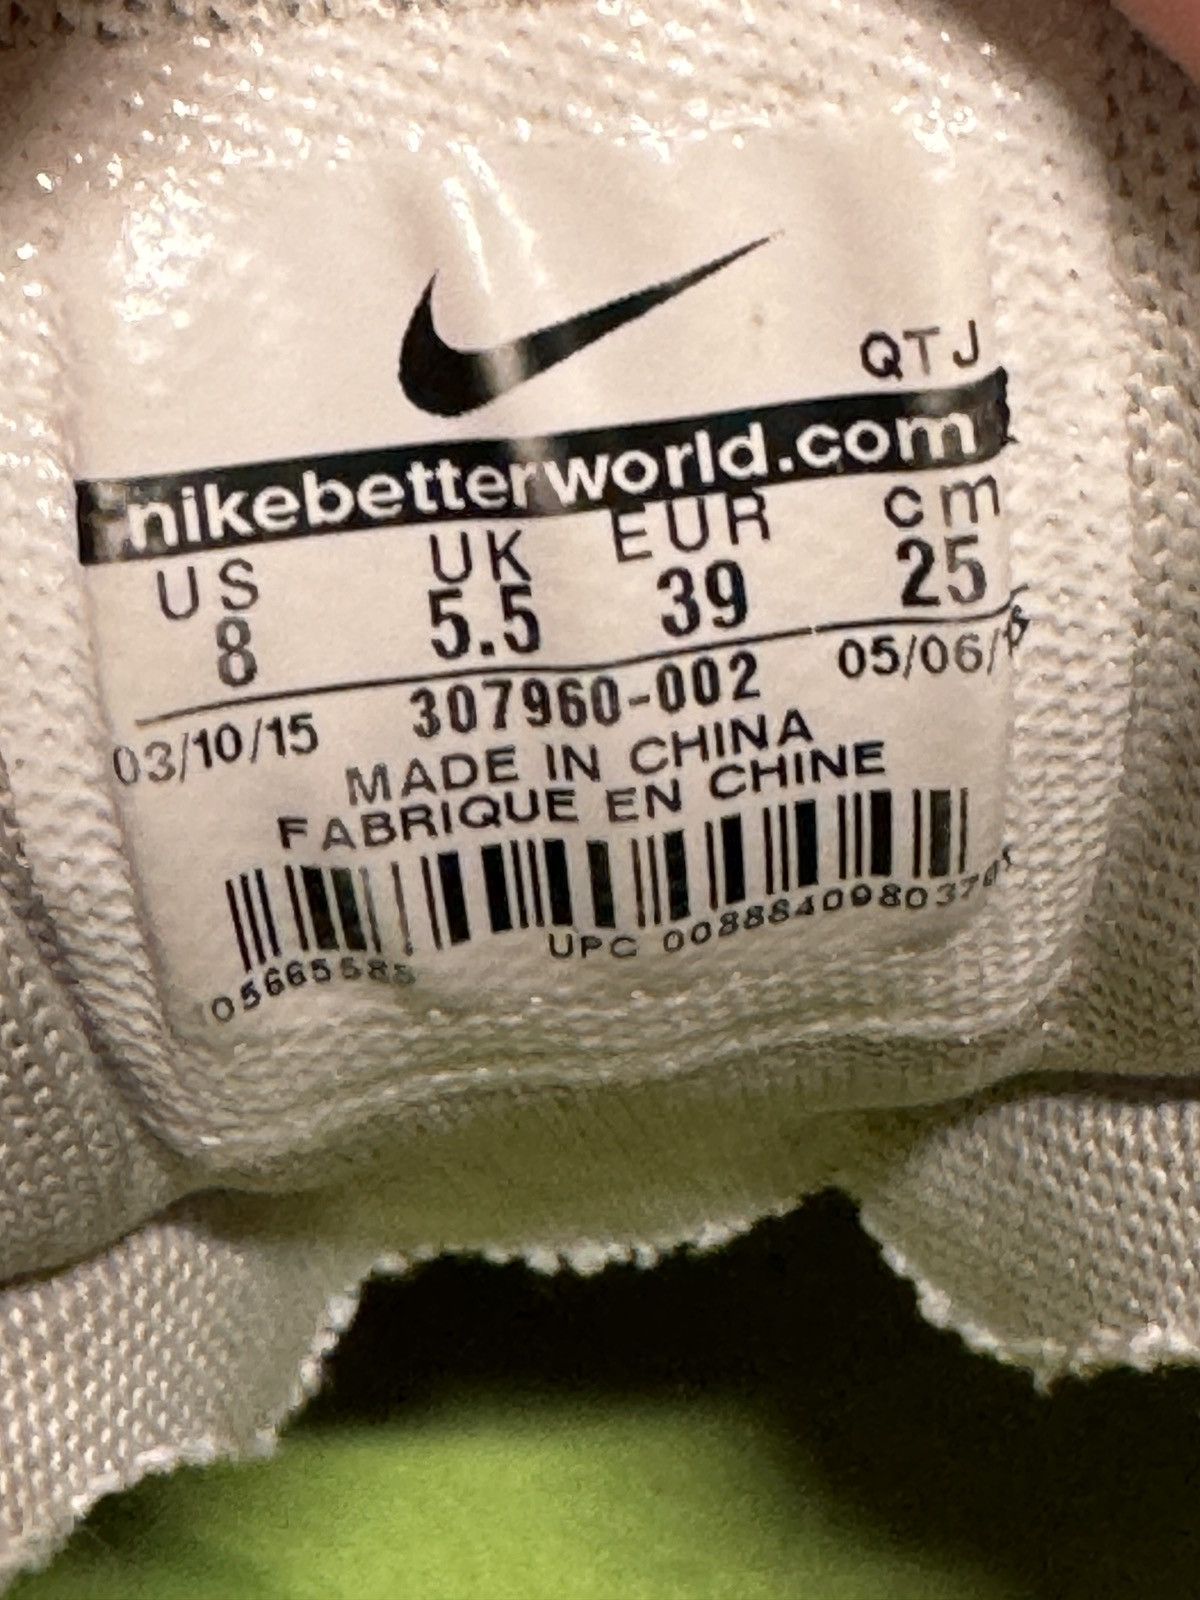 QTJ
nikebetterworld.com
US UK EUR cm
8 5.5 39 25
03/10/15 307960-002 05/06/15
MADE IN CHINA
FABRIQUE EN CHINE
UPC